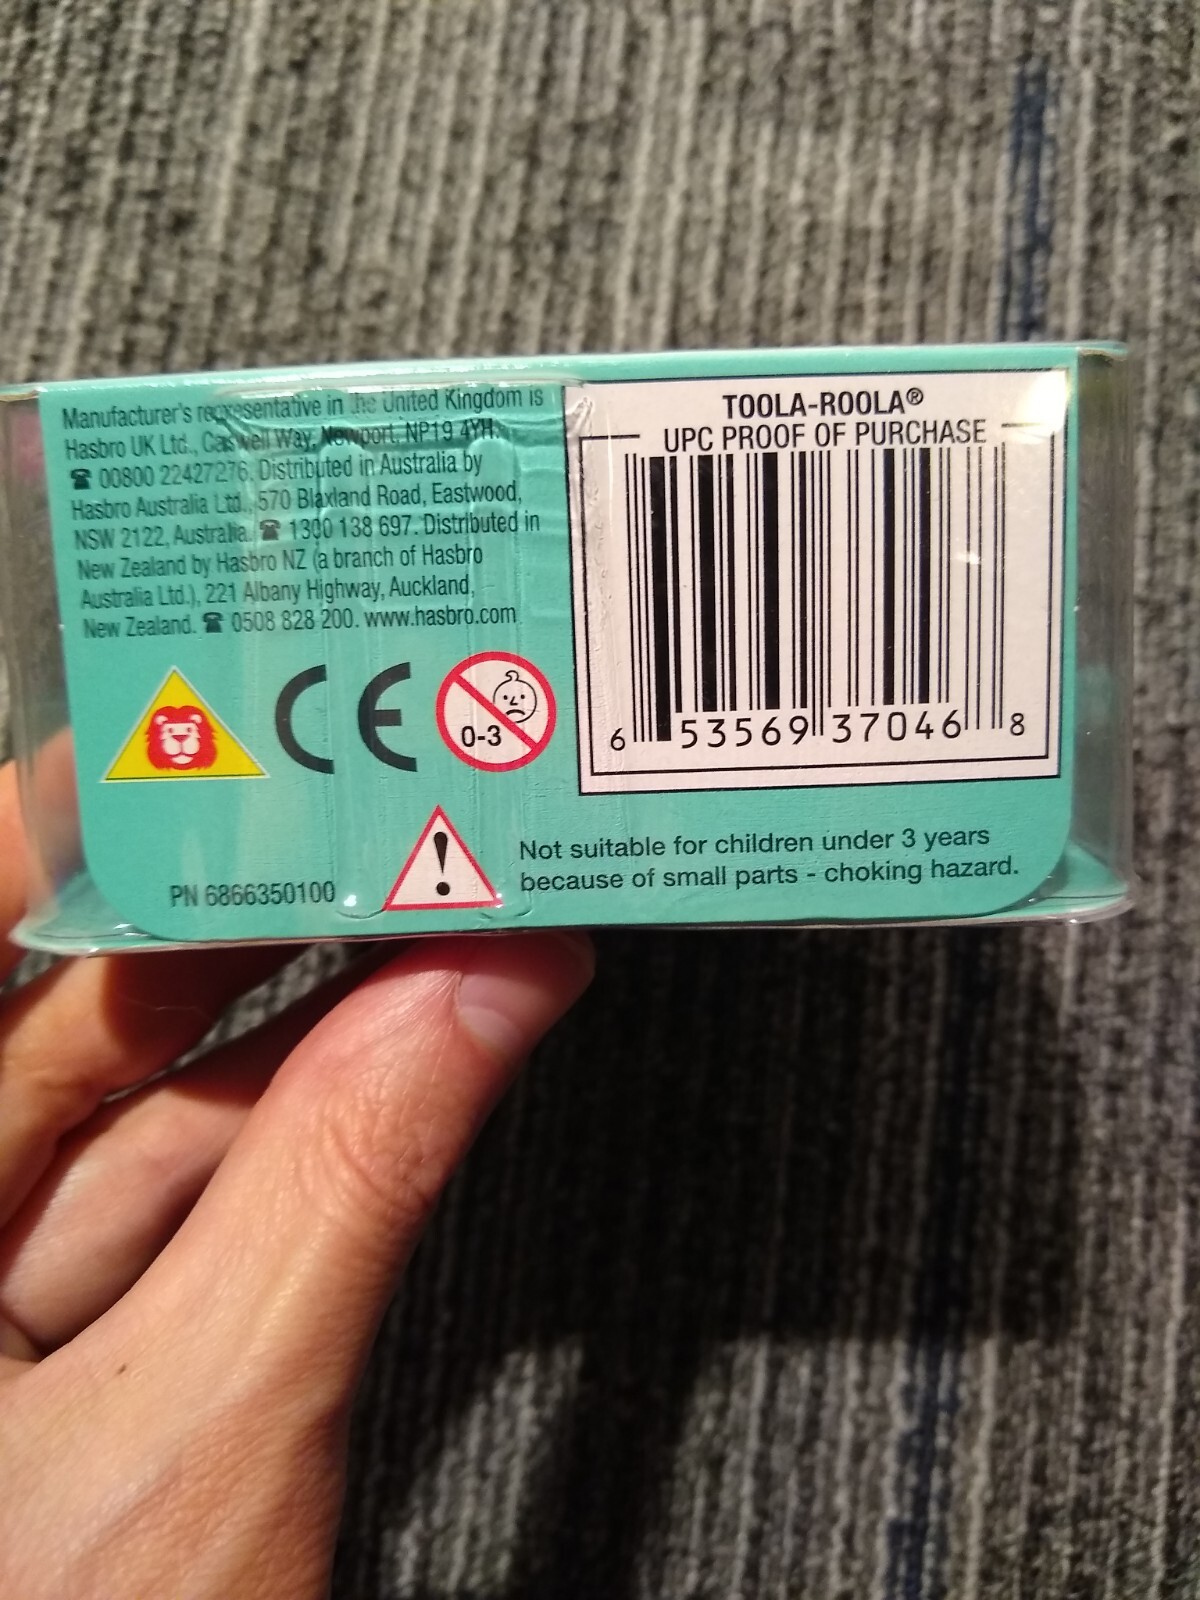 Manufacturer's representative in the United Kingdom is
Hasbro UK Ltd., Caswell Way, Newport, NP19 4YH.
☎ 00800 22427276. Distributed in Australia by
Hasbro Australia Ltd., 570 Blaxland Road, Eastwood,
NSW 2122, Australia. ☎ 1300 138 697. Distributed in
New Zealand by Hasbro NZ (a branch of Hasbro
Australia Ltd.), 221 Albany Highway, Auckland,
New Zealand. ☎ 0508 828 200. www.hasbro.com
CE
0-3
PN 6866350100
TOOLA-ROOLA®
UPC PROOF OF PURCHASE
6 53569 37046 8
!
Not suitable for children under 3 years
because of small parts - choking hazard.